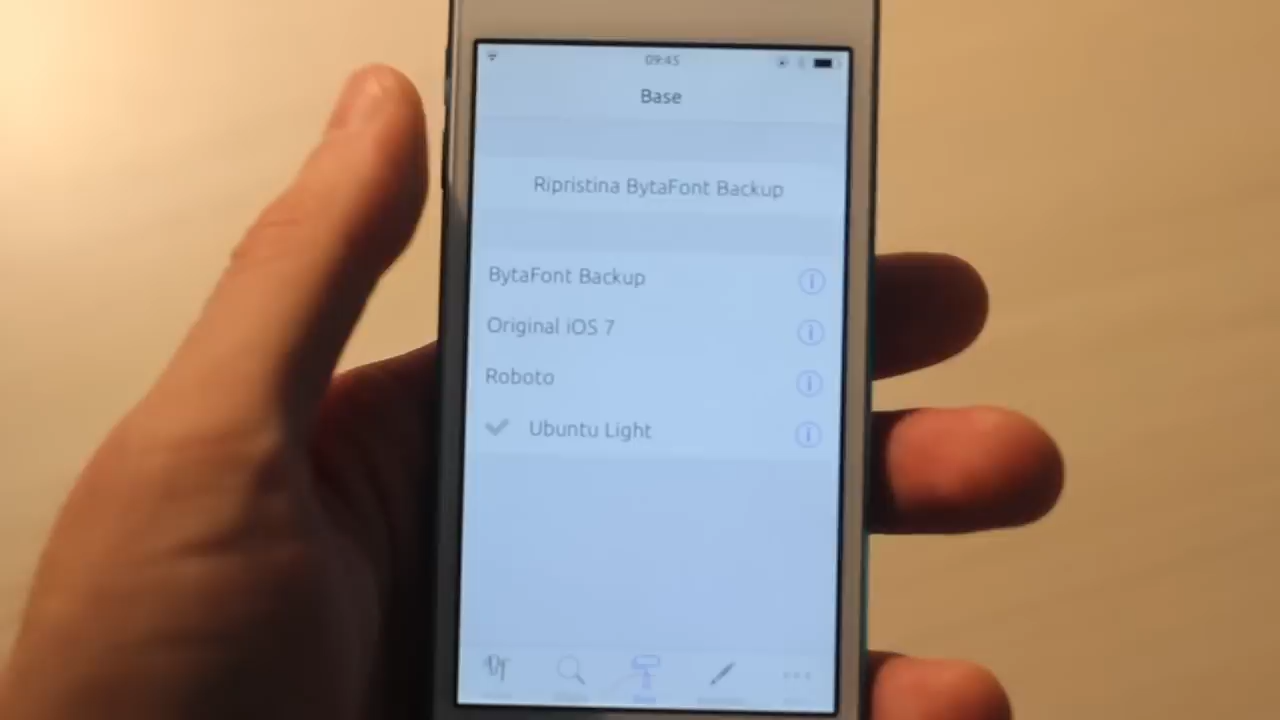 09:45
Base
Ripristina BytaFont Backup
BytaFont Backup
Original iOS 7
Roboto
Ubuntu Light